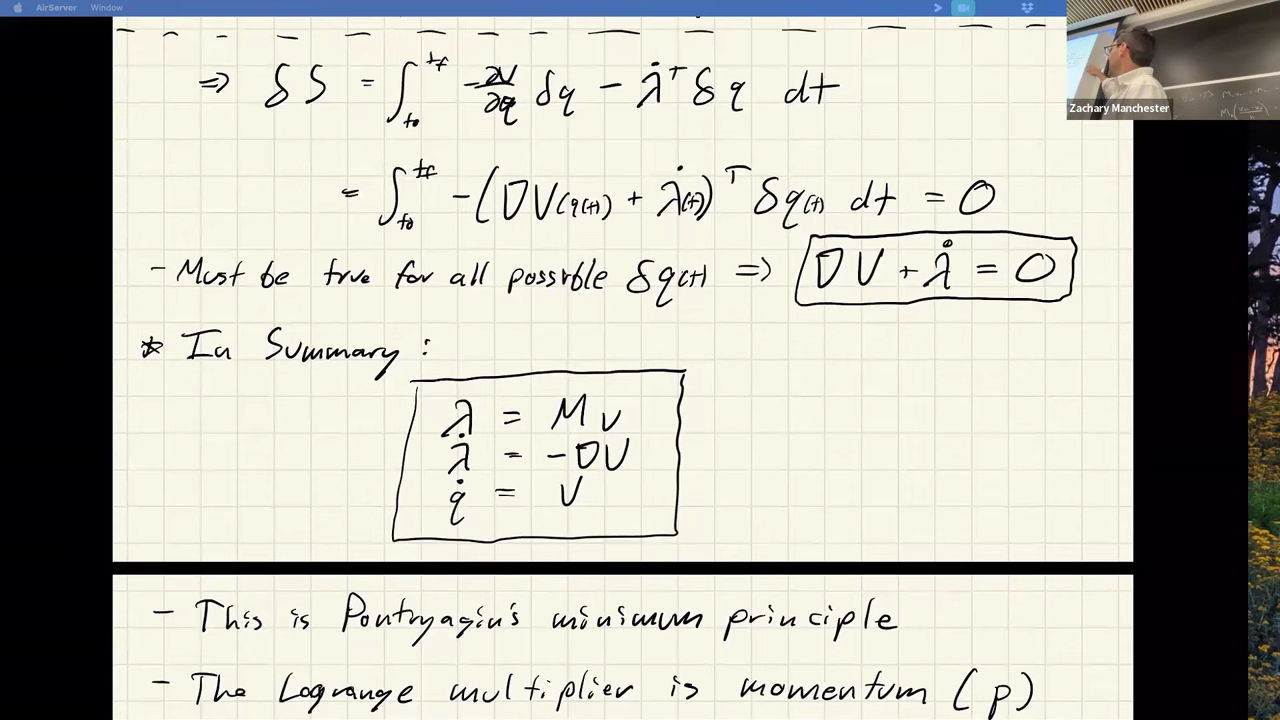 AirServer Window
⇒ δS = ∫_{t0}^{tf} -∂V/∂q δq - λ̇ᵀ δq dt
= ∫_{t0}^{tf} -(∇V(q(t)) + λ̇(t))ᵀ δq(t) dt = 0
- Must be true for all possible δq(t) ⇒ ∇V + λ̇ = 0
* In Summary:
λ = Mv
λ̇ = -∇V
q̇ = v
- This is Pontryagin's minimum principle
- The Lagrange multiplier is momentum (p)
Zachary Manchester